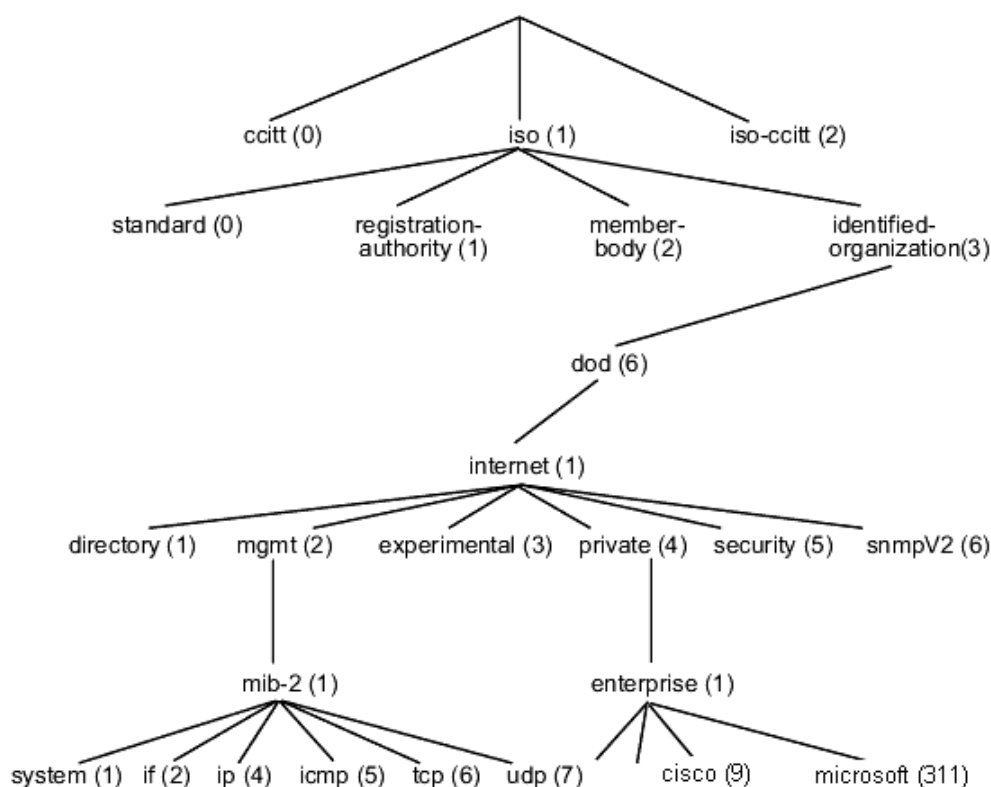 ccitt (0) iso (1) iso-ccitt (2)
standard (0) registration- member- identified-
authority (1) body (2) organization(3)
dod (6)
internet (1)
directory (1) mgmt (2) experimental (3) private (4) security (5) snmpV2 (6)
mib-2 (1) enterprise (1)
system (1) if (2) ip (4) icmp (5) tcp (6) udp (7) cisco (9) microsoft (311)